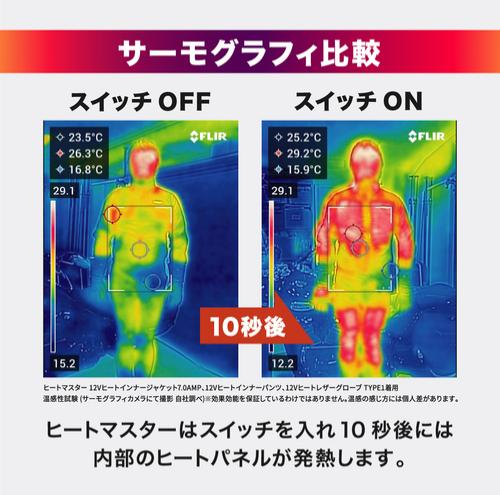 サーモグラフィ比較
スイッチ OFF
スイッチ ON
23.5°C
26.3°C
16.8°C
FLIR
29.1
15.2
25.2°C
29.2°C
15.9°C
FLIR
29.1
12.2
10秒後
ヒートマスター 12Vヒートインナージャケット7.0AMP、12Vヒートインナーパンツ、12Vヒートレザーグローブ TYPE1着用
温感性試験 (サーモグラフィカメラにて撮影 自社調べ)※効果効能を保証しているわけではありません。温感の感じ方には個人差があります。
ヒートマスターはスイッチを入れ 10 秒後には
内部のヒートパネルが発熱します。